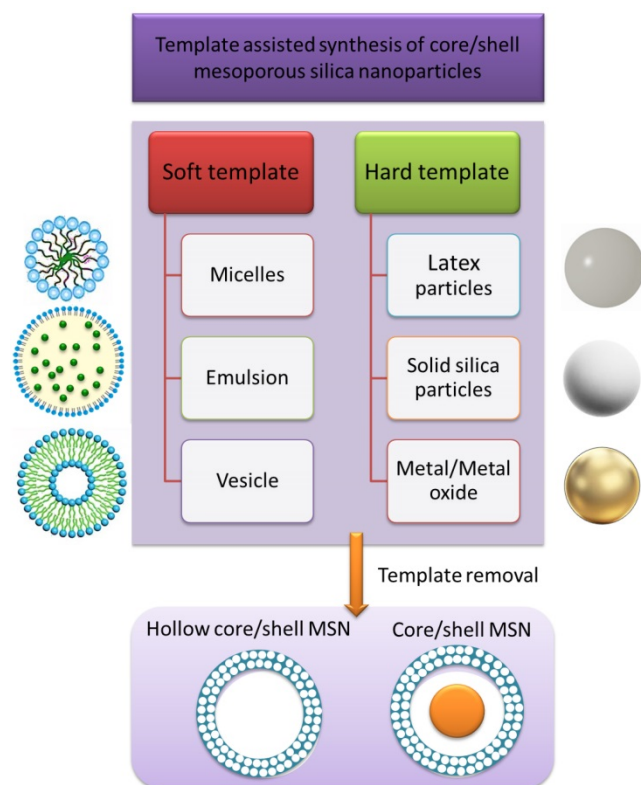 Template assisted synthesis of core/shell
mesoporous silica nanoparticles
Soft template
Hard template
Micelles
Latex
particles
Emulsion
Solid silica
particles
Vesicle
Metal/Metal
oxide
Template removal
Hollow core/shell MSN
Core/shell MSN